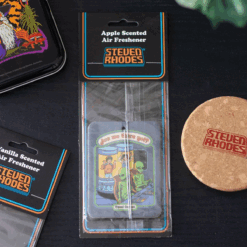 Apple Scented
Air Freshener
STEVEN
RHODES
Vanilla Scented
Air Freshener
STEVEN
RHODES
STEVEN
RHODES